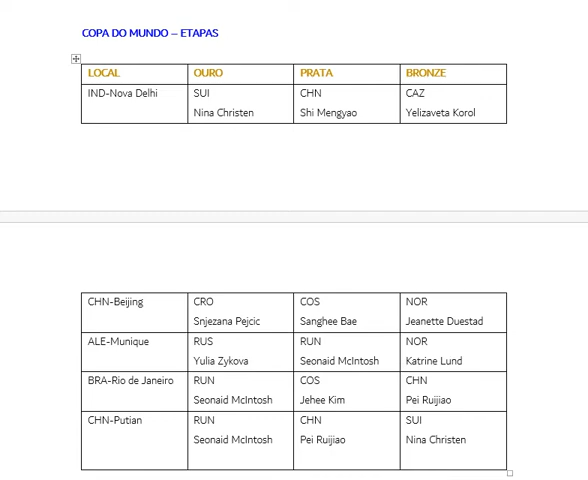 COPA DO MUNDO – ETAPAS
LOCAL OURO PRATA BRONZE
IND-Nova Delhi SUI CHN CAZ
Nina Christen Shi Mengyao Yelizaveta Korol
CHN-Beijing CRO COS NOR
Snjezana Pejcic Sanghee Bae Jeanette Duestad
ALE-Munique RUS RUN NOR
Yulia Zykova Seonaid McIntosh Katrine Lund
BRA-Rio de Janeiro RUN COS CHN
Seonaid McIntosh Jehee Kim Pei Ruijiao
CHN-Putian RUN CHN SUI
Seonaid McIntosh Pei Ruijiao Nina Christen